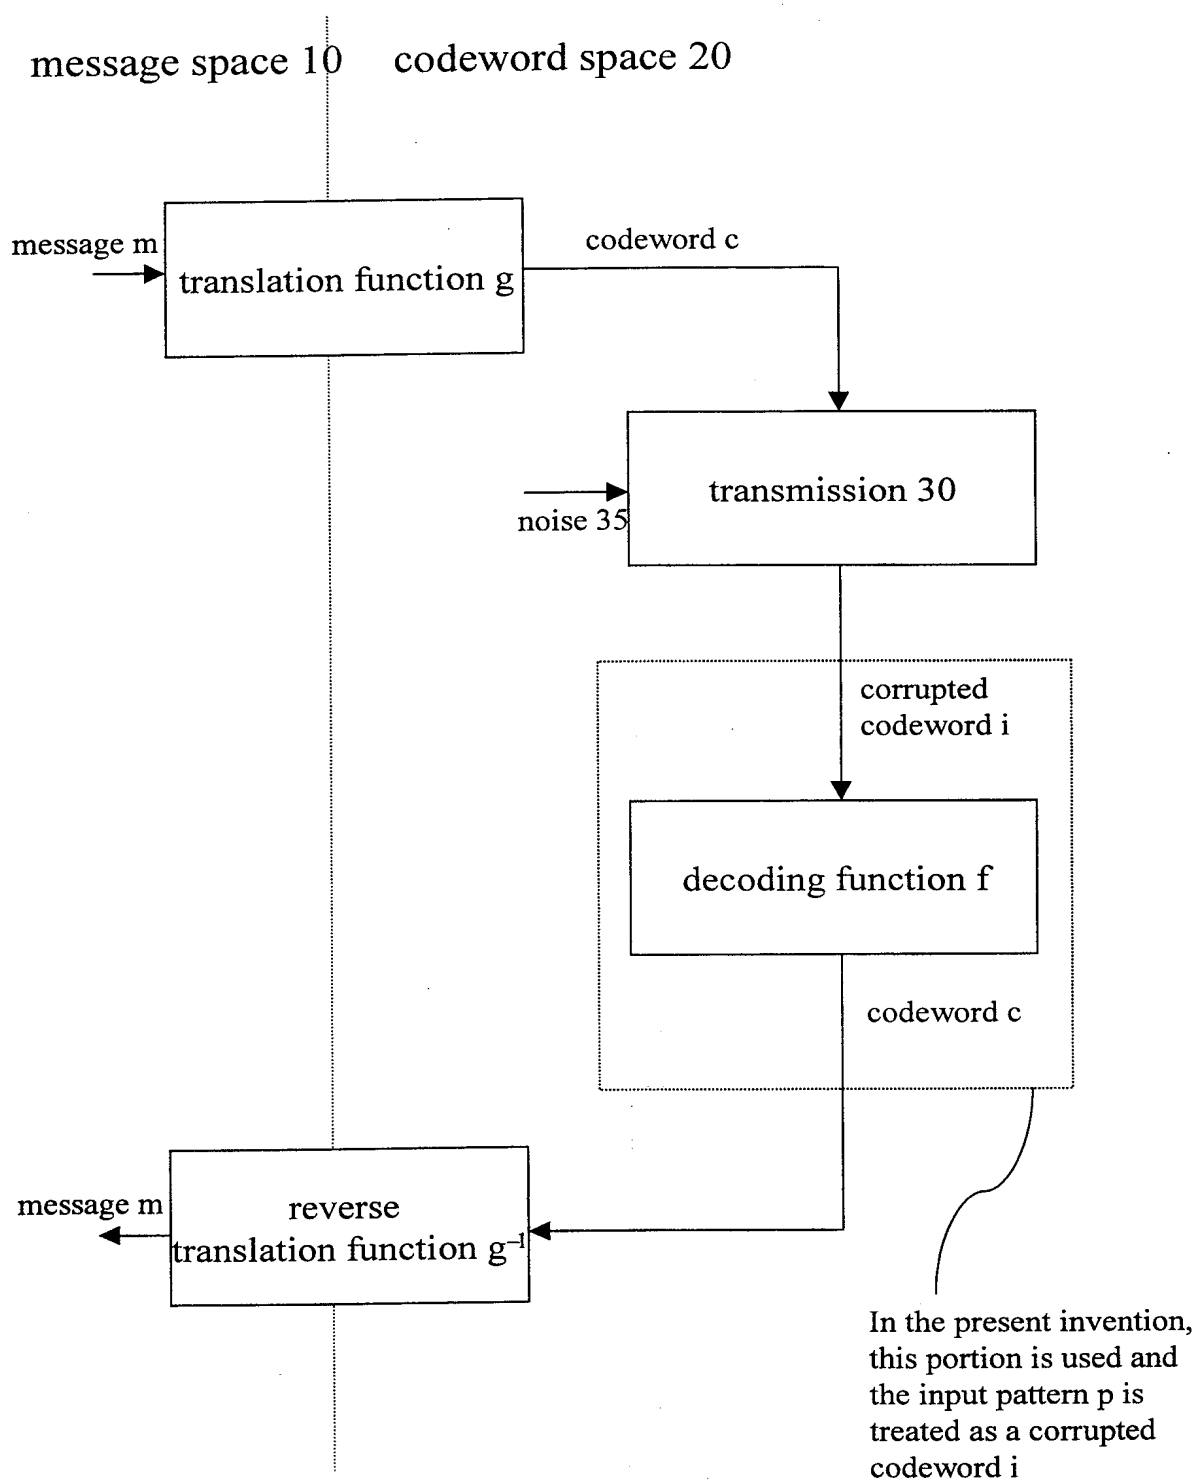 message space 10
codeword space 20
message m
translation function g
codeword c
transmission 30
noise 35
corrupted
codeword i
decoding function f
codeword c
message m
reverse
translation function g⁻¹
In the present invention,
this portion is used and
the input pattern p is
treated as a corrupted
codeword i